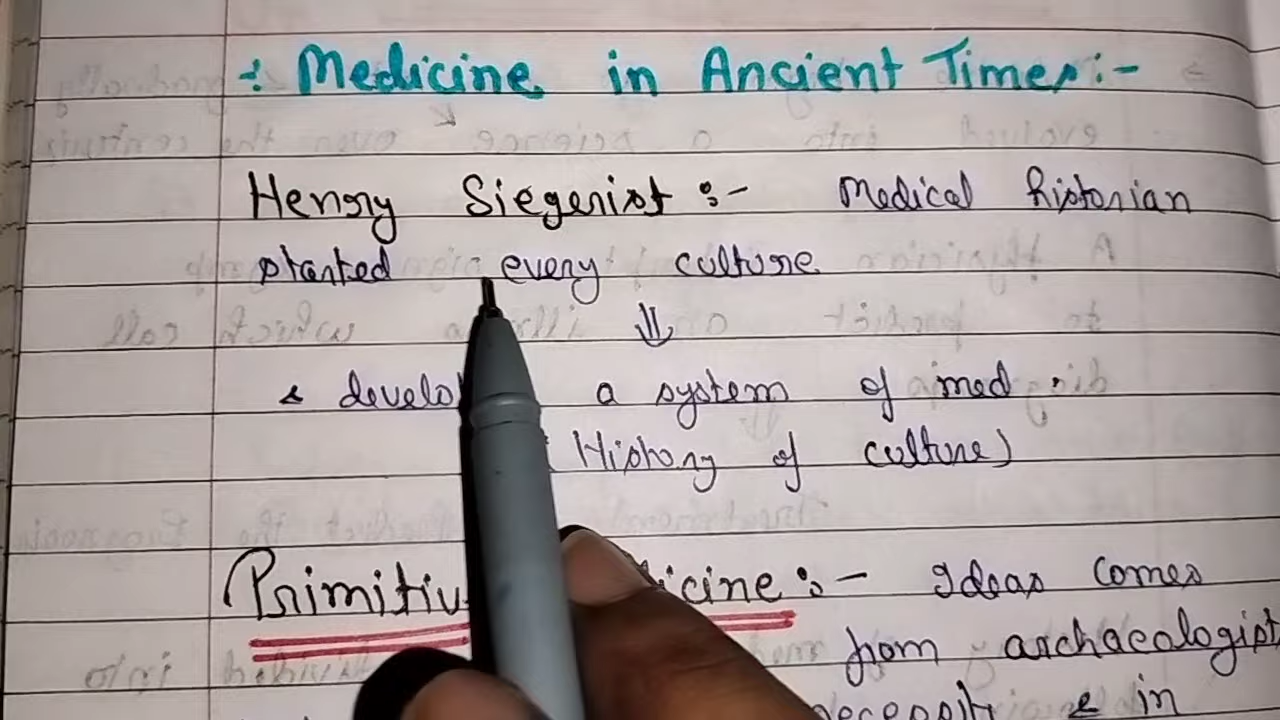 : Medicine in Ancient Times:-
Henry Siegerist :- Medical historian
started every culture
⇓
develo a system of med.
(History of culture)
Primitiv icine :- Ideas comes
from archaeologist
in